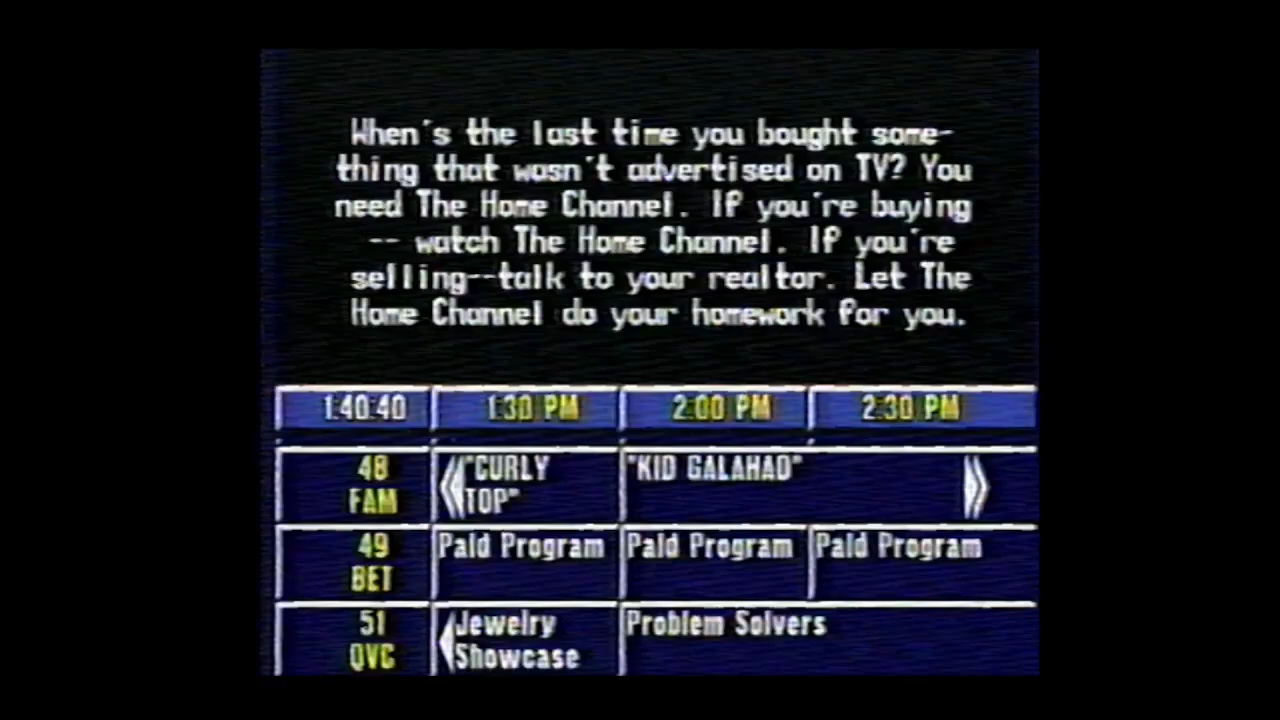 When's the last time you bought some-
thing that wasn't advertised on TV? You
need The Home Channel. If you're buying
-- watch The Home Channel. If you're
selling--talk to your realtor. Let The
Home Channel do your homework for you.
1:40:40 1:30 PM 2:00 PM 2:30 PM
48 "CURLY "KID GALAHAD"
FAM TOP"
49 Paid Program Paid Program Paid Program
BET
51 Jewelry Problem Solvers
QVC Showcase